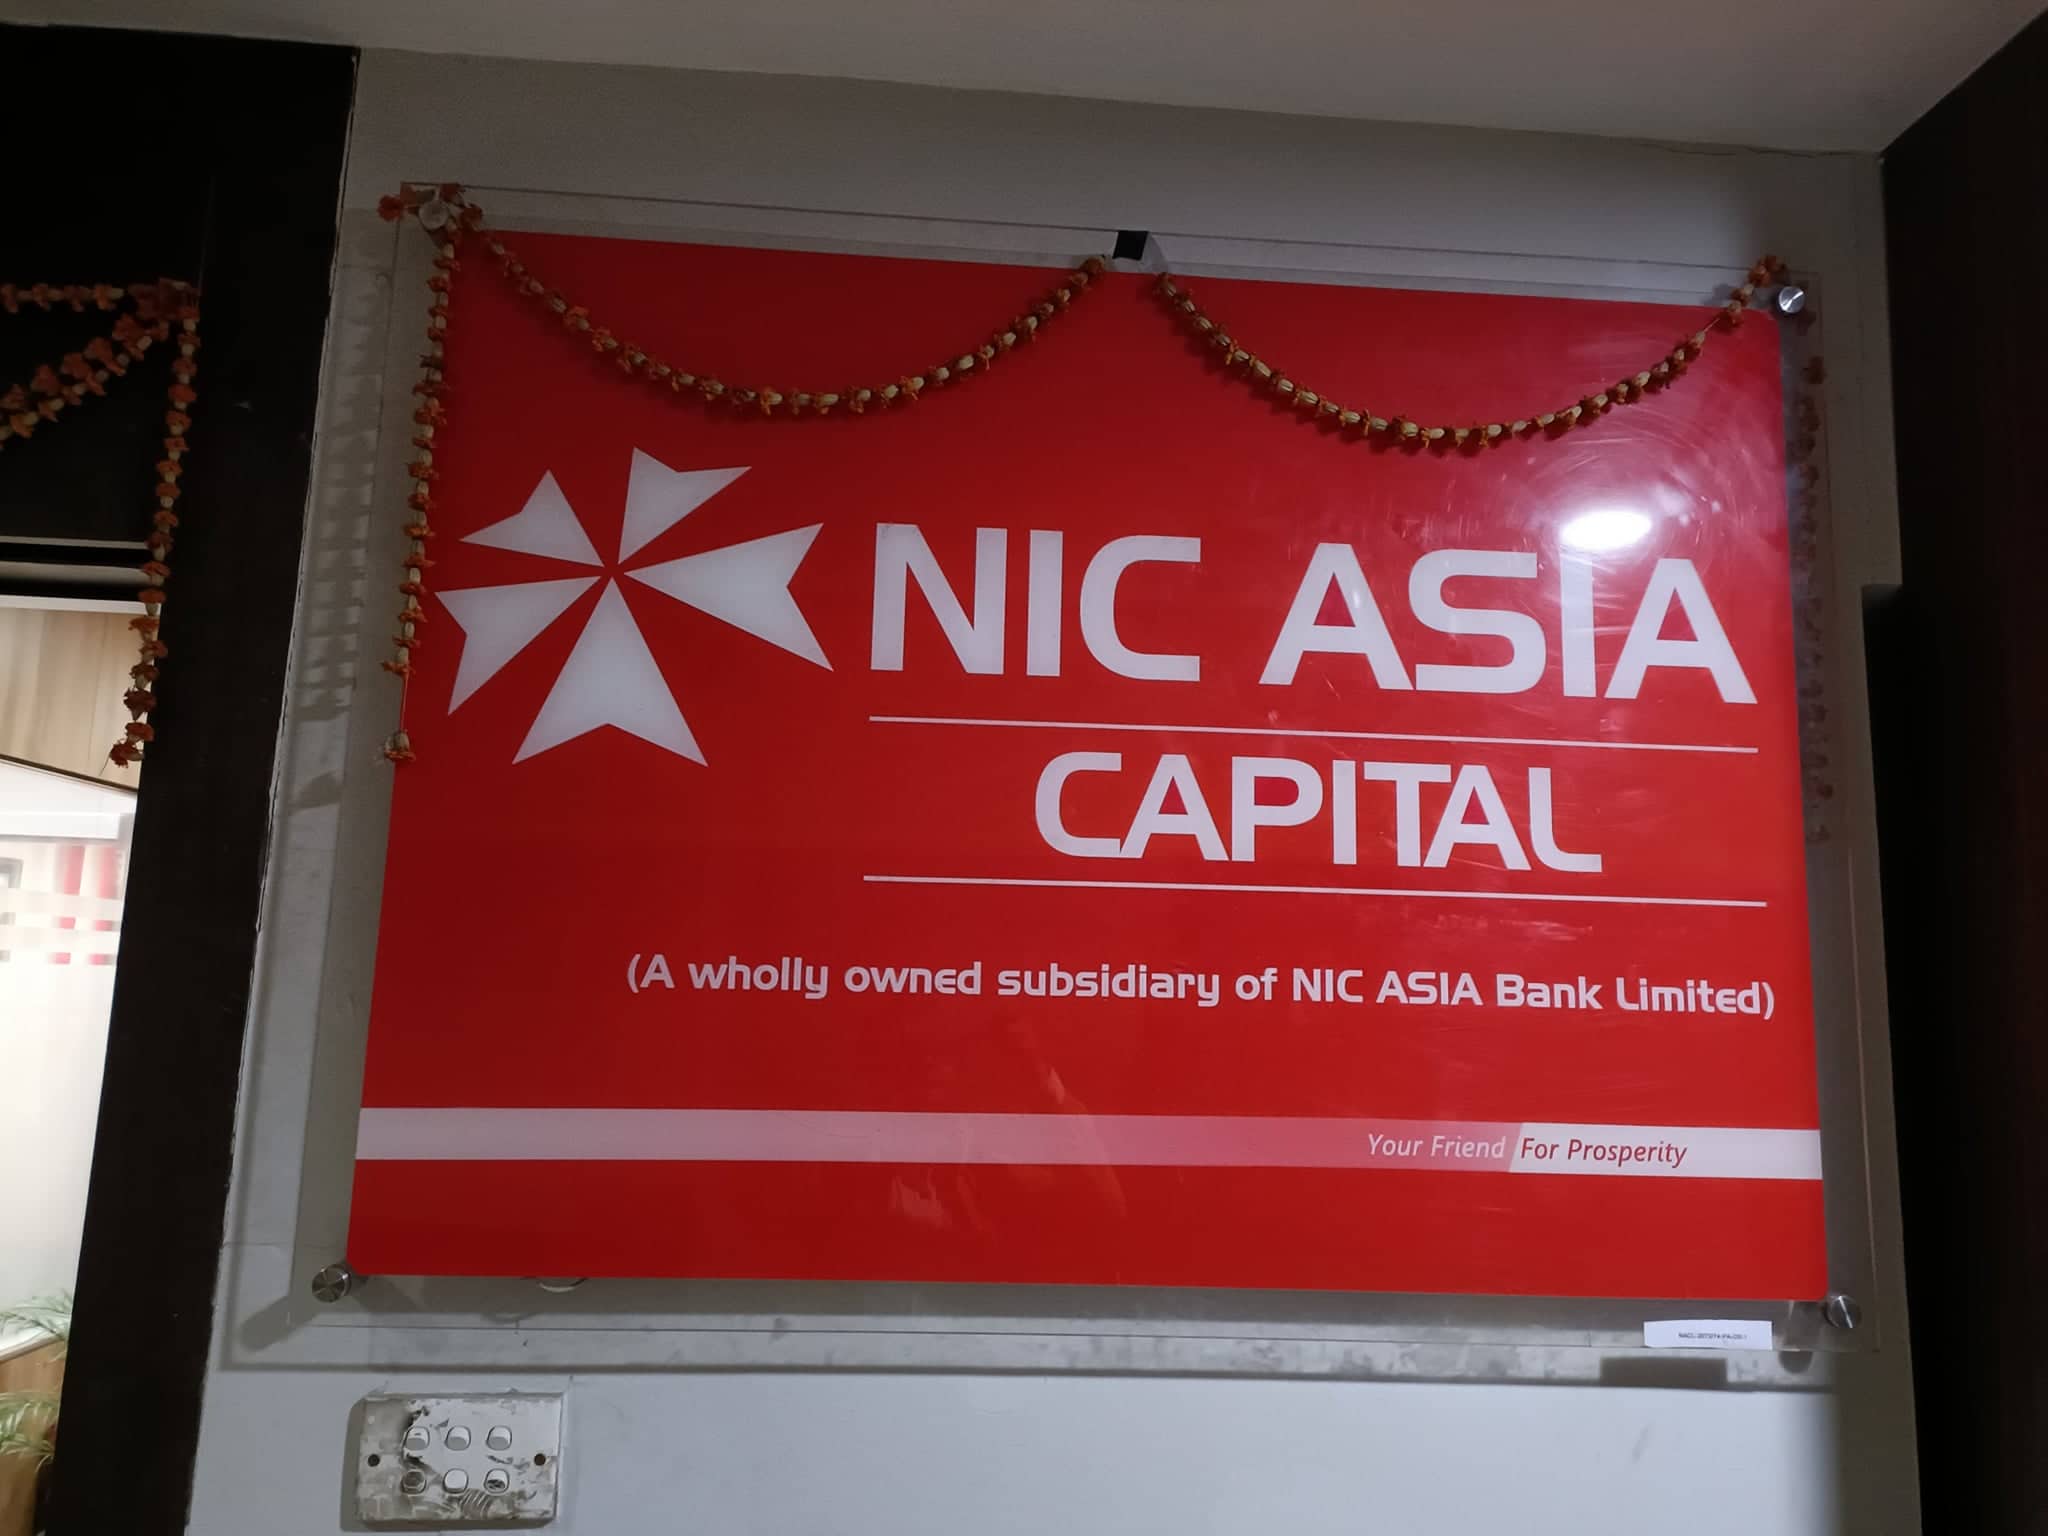 NIC ASIA
CAPITAL
(A wholly owned subsidiary of NIC ASIA Bank Limited)
Your Friend For Prosperity